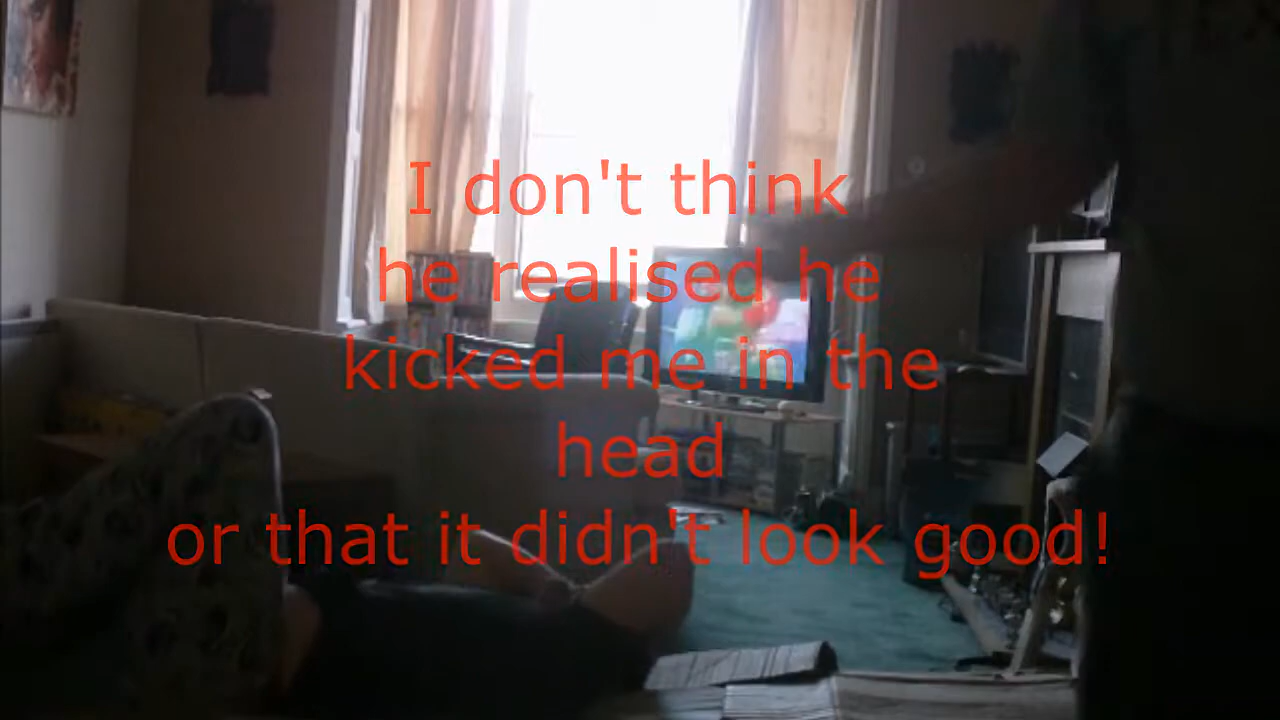 I don't think
he realised he
kicked me in the
head
or that it didn't look good!